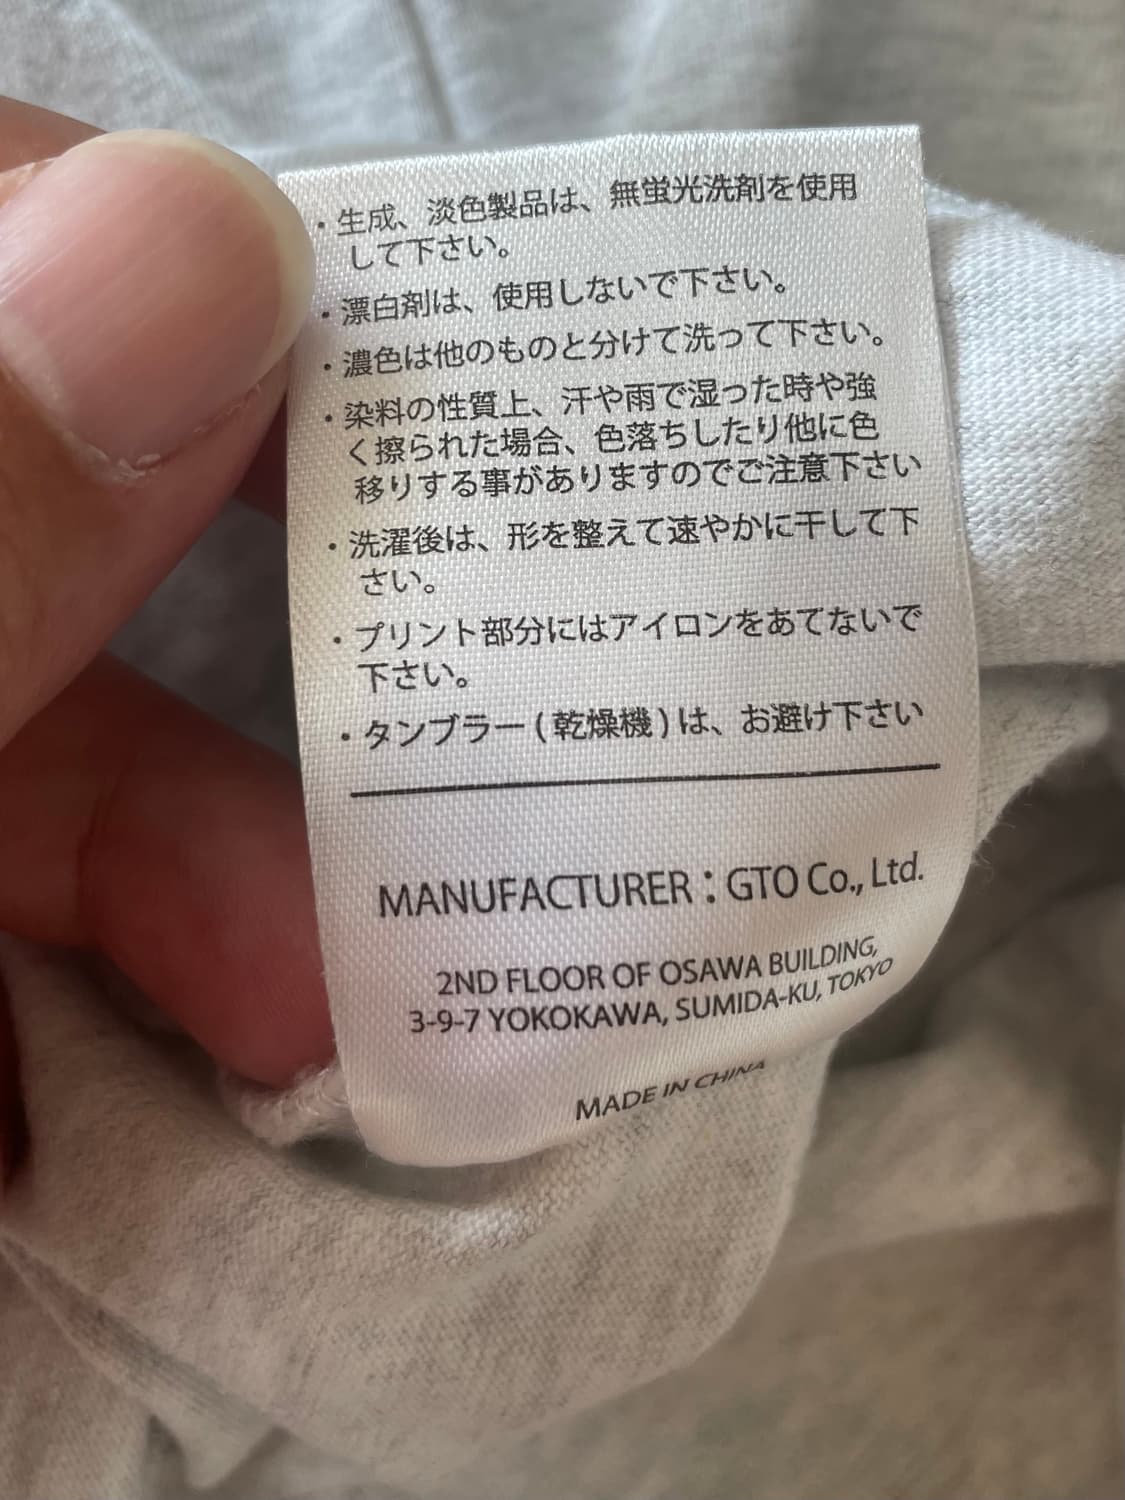 ・生成、淡色製品は、無蛍光洗剤を使用
して下さい。
・漂白剤は、使用しないで下さい。
・濃色は他のものと分けて洗って下さい。
・染料の性質上、汗や雨で湿った時や強
く擦られた場合、色落ちしたり他に色
移りする事がありますのでご注意下さい
・洗濯後は、形を整えて速やかに干して下
さい。
・プリント部分にはアイロンをあてないで
下さい。
・タンブラー(乾燥機)は、お避け下さい
MANUFACTURER : GTO Co., Ltd.
2ND FLOOR OF OSAWA BUILDING,
3-9-7 YOKOKAWA, SUMIDA-KU, TOKYO
MADE IN CHINA